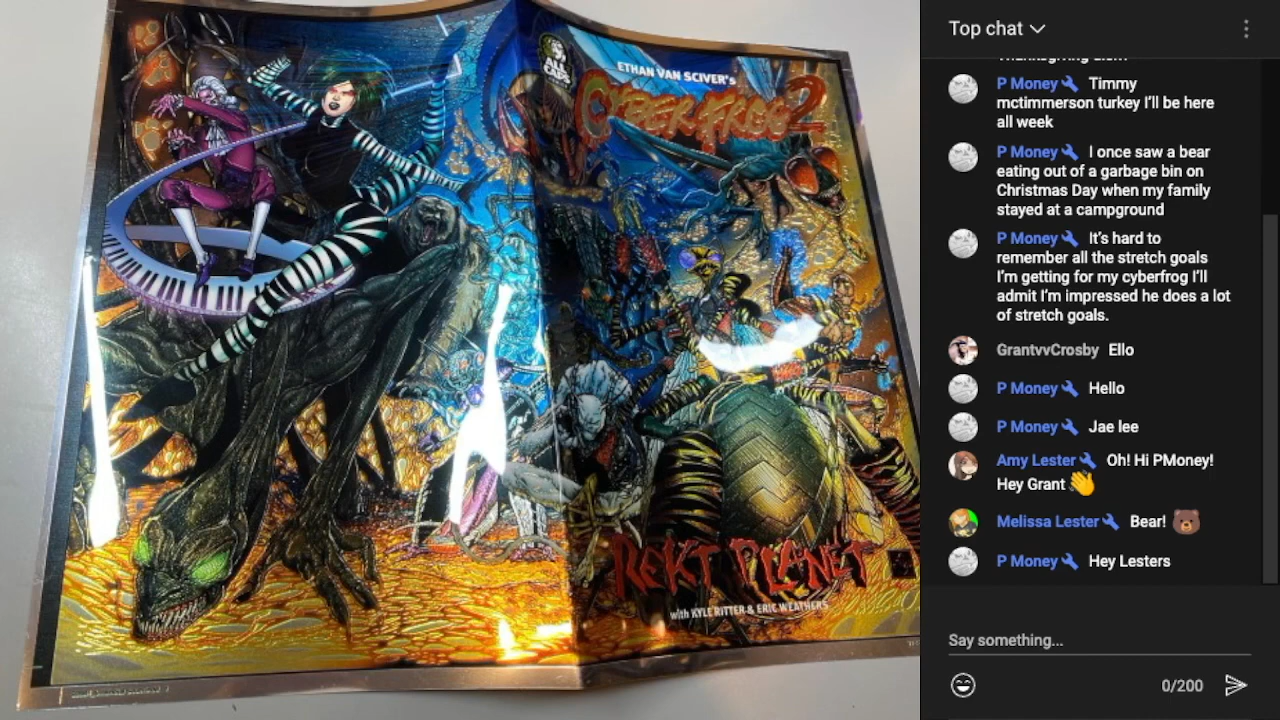 ALL
CAPS
ETHAN VAN SCIVER's
CYBERFROG 2
REKT PLANET
with KYLE RITTER & ERIC WEATHERS
Top chat
P Money Timmy
mctimmerson turkey I'll be here
all week
P Money I once saw a bear
eating out of a garbage bin on
Christmas Day when my family
stayed at a campground
P Money It's hard to
remember all the stretch goals
I'm getting for my cyberfrog I'll
admit I'm impressed he does a lot
of stretch goals.
GrantvvCrosby Ello
P Money Hello
P Money Jae lee
Amy Lester Oh! Hi PMoney!
Hey Grant 👋
Melissa Lester Bear! 🐻
P Money Hey Lesters
Say something...
0/200